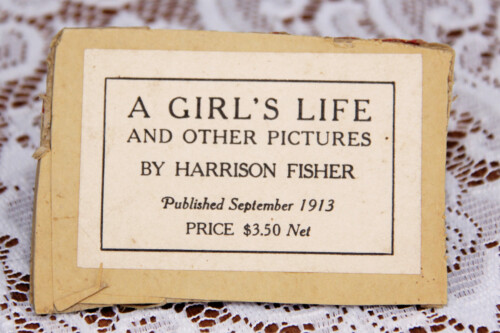 A GIRL'S LIFE
AND OTHER PICTURES
BY HARRISON FISHER
Published September 1913
PRICE $3.50 Net